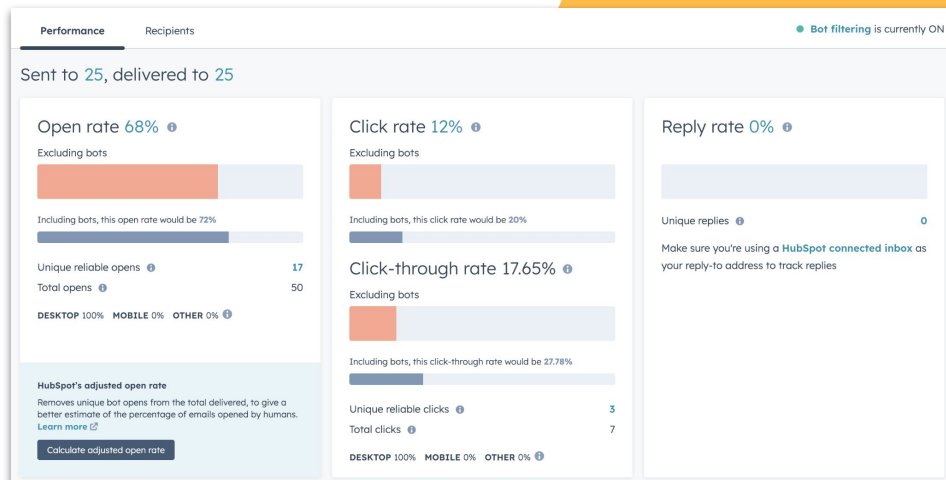 Performance
Recipients
Bot filtering is currently ON
Sent to 25, delivered to 25
Open rate 68%
Excluding bots
Including bots, this open rate would be 72%
Unique reliable opens 17
Total opens 50
DESKTOP 100% MOBILE 0% OTHER 0%
HubSpot's adjusted open rate
Removes unique bot opens from the total delivered, to give a
better estimate of the percentage of emails opened by humans.
Learn more
Calculate adjusted open rate
Click rate 12%
Excluding bots
Including bots, this click rate would be 20%
Click-through rate 17.65%
Excluding bots
Including bots, this click-through rate would be 27.78%
Unique reliable clicks 3
Total clicks 7
DESKTOP 100% MOBILE 0% OTHER 0%
Reply rate 0%
Unique replies 0
Make sure you're using a HubSpot connected inbox as
your reply-to address to track replies